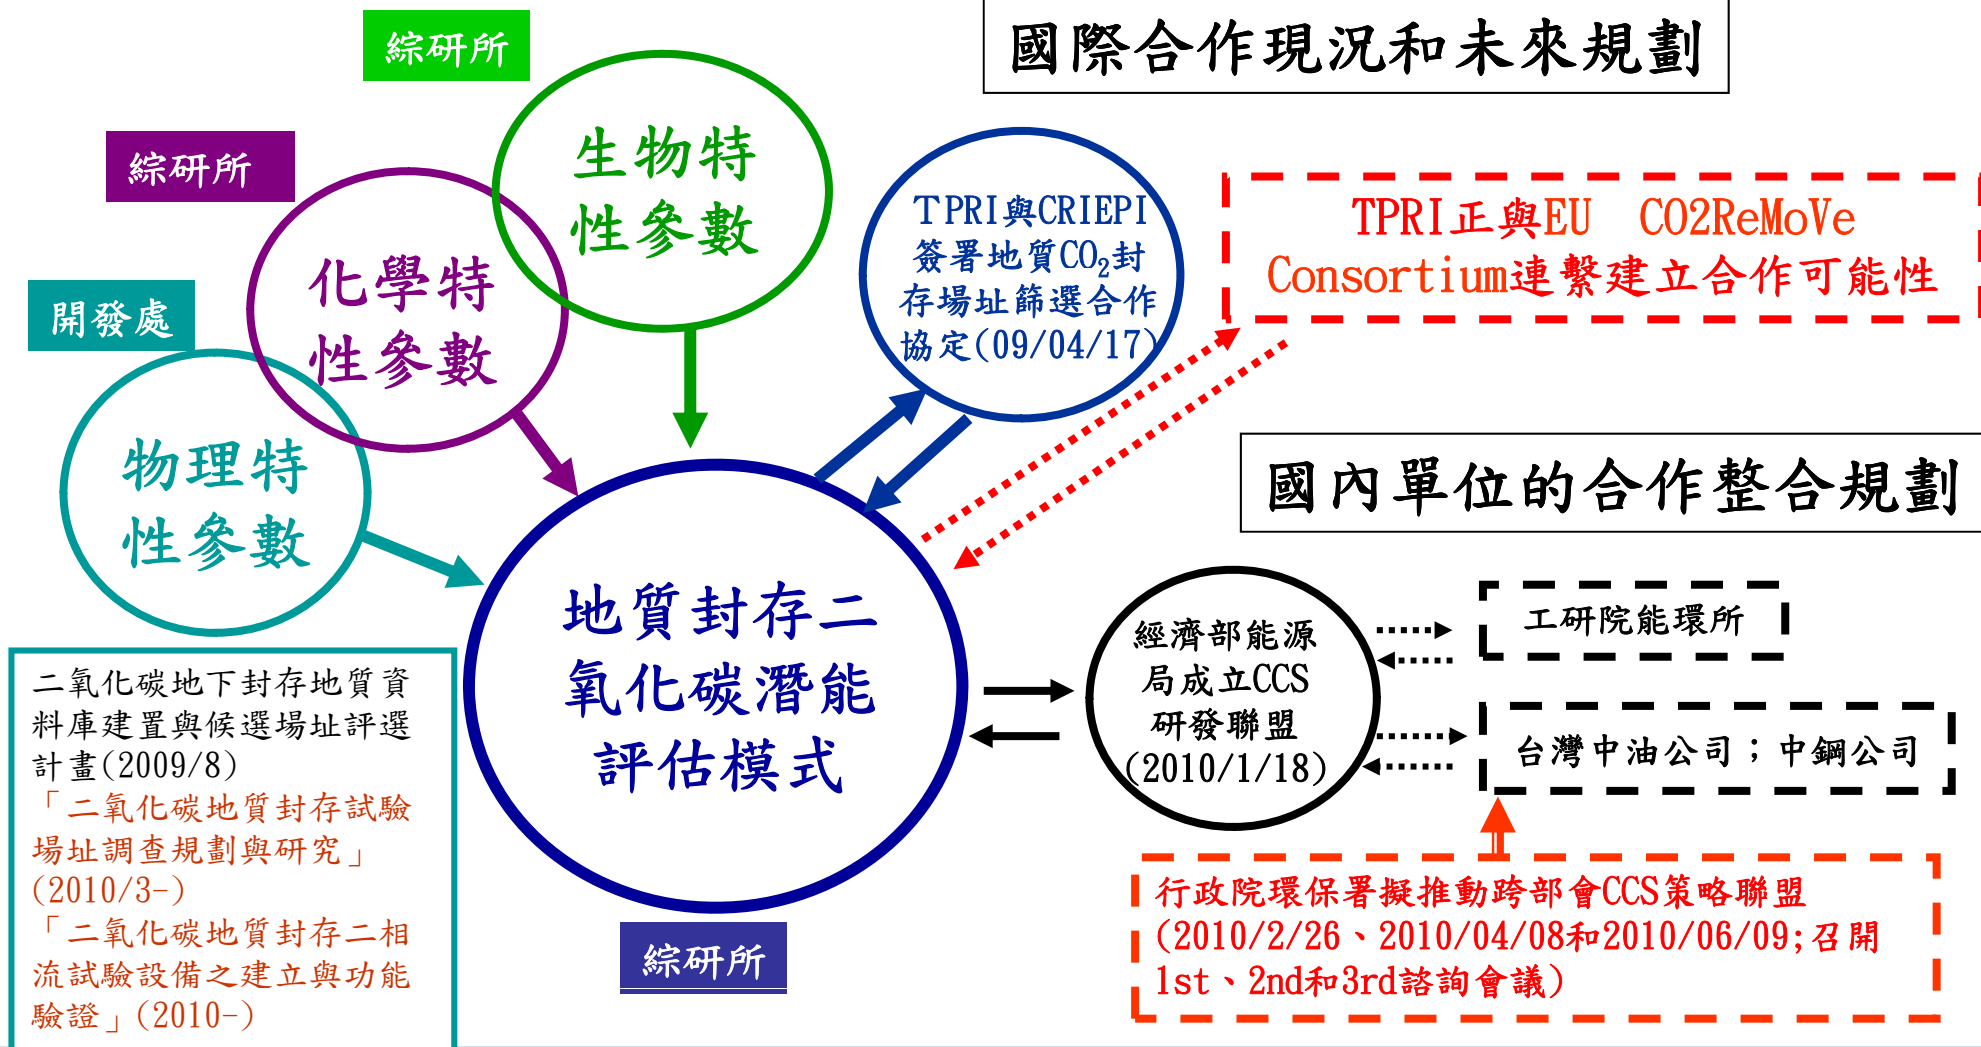 國際合作現況和未來規劃
綜研所
生物特
性參數
綜研所
化學特
性參數
開發處
物理特
性參數
TPRI與CRIEPI
簽署地質CO₂封
存場址篩選合作
協定(09/04/17)
TPRI正與EU CO2ReMoVe
Consortium連繫建立合作可能性
國內單位的合作整合規劃
地質封存二
氧化碳潛能
評估模式
綜研所
經濟部能源
局成立CCS
研發聯盟
(2010/1/18)
工研院能環所
台灣中油公司；中鋼公司
行政院環保署擬推動跨部會CCS策略聯盟
(2010/2/26、2010/04/08和2010/06/09;召開
1st、2nd和3rd諮詢會議)
二氧化碳地下封存地質資
料庫建置與候選場址評選
計畫(2009/8)
「二氧化碳地質封存試驗
場址調查規劃與研究」
(2010/3-)
「二氧化碳地質封存二相
流試驗設備之建立與功能
驗證」(2010-)